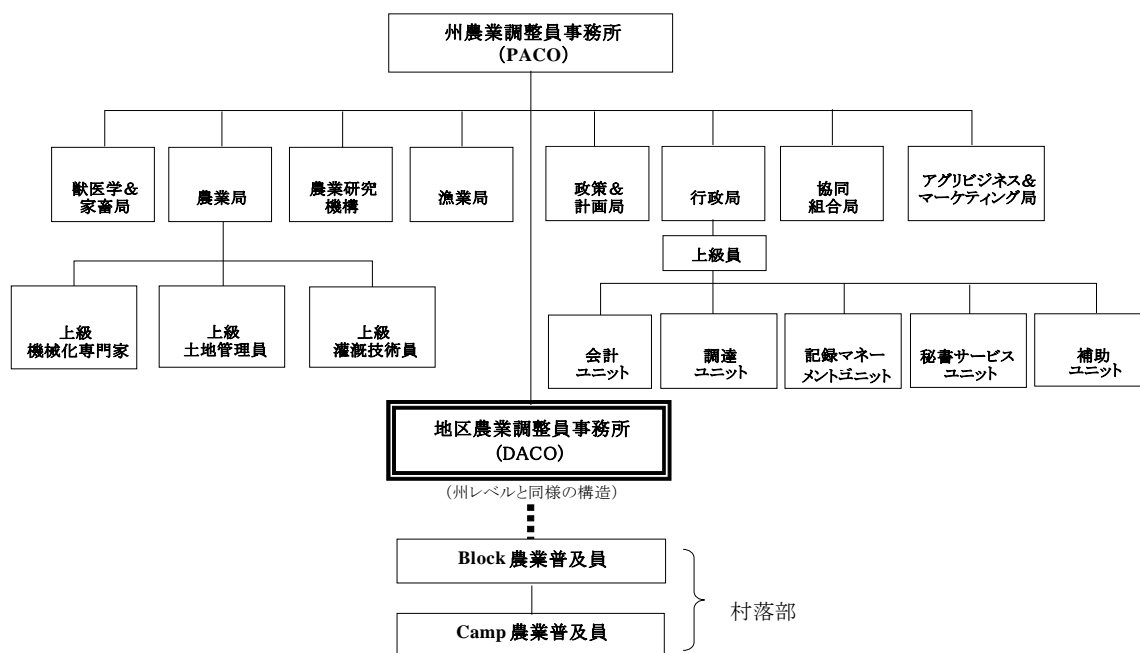 州農業調整員事務所
(PACO)
獣医学&
家畜局
農業局
農業研究
機構
漁業局
政策&
計画局
行政局
協同
組合局
アグリビジネス&
マーケティング局
上級員
上級
機械化専門家
上級
土地管理員
上級
灌漑技術員
会計
ユニット
調達
ユニット
記録マネー
メントユニット
秘書サービス
ユニット
補助
ユニット
地区農業調整員事務所
(DACO)
(州レベルと同様の構造)
Block 農業普及員
村落部
Camp 農業普及員